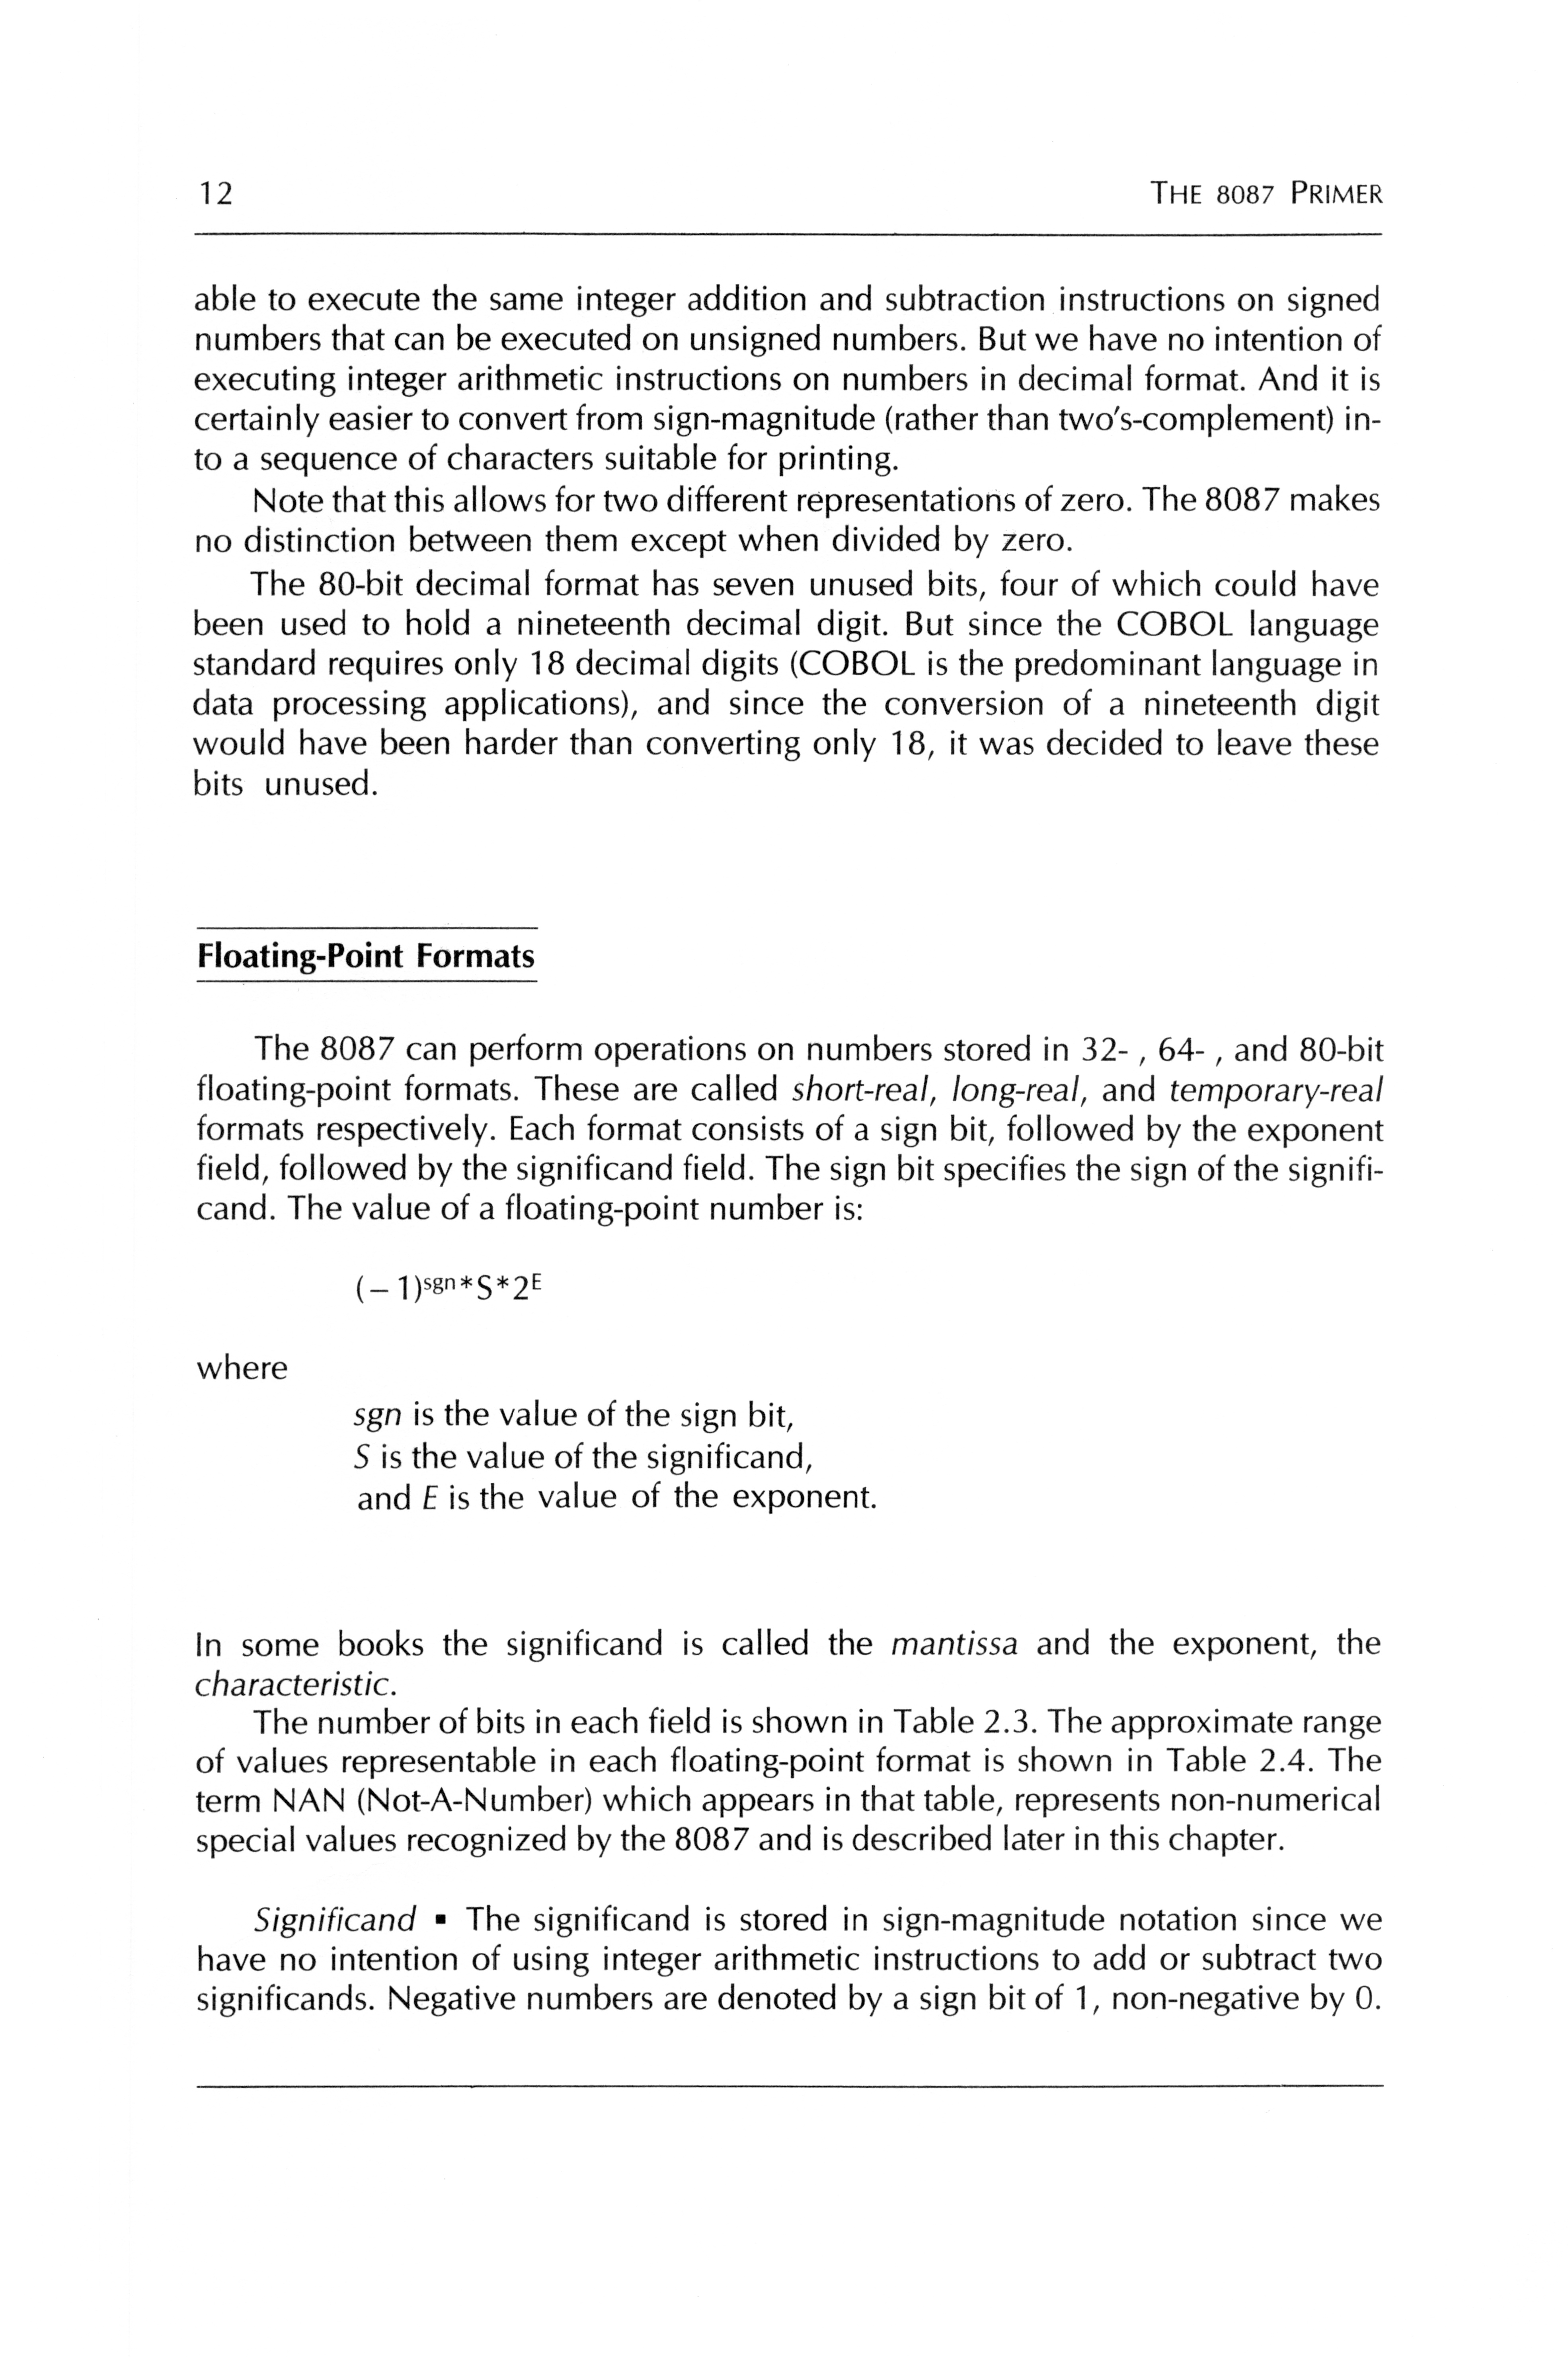 12 THE 8087 PRIMER
able to execute the same integer addition and subtraction instructions on signed
numbers that can be executed on unsigned numbers. But we have no intention of
executing integer arithmetic instructions on numbers in decimal format. And it is
certainly easier to convert from sign-magnitude (rather than two's-complement) in-
to a sequence of characters suitable for printing.
Note that this allows for two different representations of zero. The 8087 makes
no distinction between them except when divided by zero.
The 80-bit decimal format has seven unused bits, four of which could have
been used to hold a nineteenth decimal digit. But since the COBOL language
standard requires only 18 decimal digits (COBOL is the predominant language in
data processing applications), and since the conversion of a nineteenth digit
would have been harder than converting only 18, it was decided to leave these
bits unused.
Floating-Point Formats
The 8087 can perform operations on numbers stored in 32- , 64- , and 80-bit
floating-point formats. These are called short-real, long-real, and temporary-real
formats respectively. Each format consists of a sign bit, followed by the exponent
field, followed by the significand field. The sign bit specifies the sign of the signifi-
cand. The value of a floating-point number is:
(– 1)^sgn*S*2^E
where
sgn is the value of the sign bit,
S is the value of the significand,
and E is the value of the exponent.
In some books the significand is called the mantissa and the exponent, the
characteristic.
The number of bits in each field is shown in Table 2.3. The approximate range
of values representable in each floating-point format is shown in Table 2.4. The
term NAN (Not-A-Number) which appears in that table, represents non-numerical
special values recognized by the 8087 and is described later in this chapter.
Significand ▪ The significand is stored in sign-magnitude notation since we
have no intention of using integer arithmetic instructions to add or subtract two
significands. Negative numbers are denoted by a sign bit of 1, non-negative by 0.